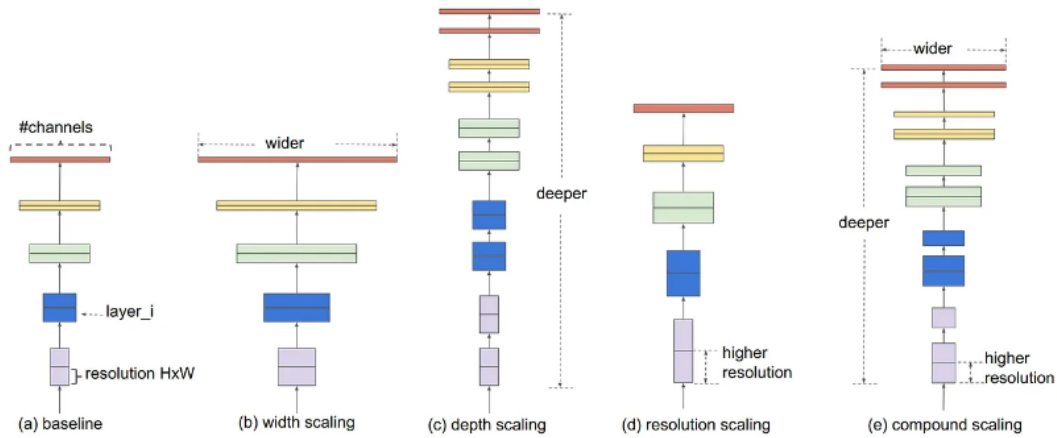 #channels
layer_i
resolution HxW
(a) baseline
wider
(b) width scaling
deeper
(c) depth scaling
higher
resolution
(d) resolution scaling
wider
deeper
higher
resolution
(e) compound scaling